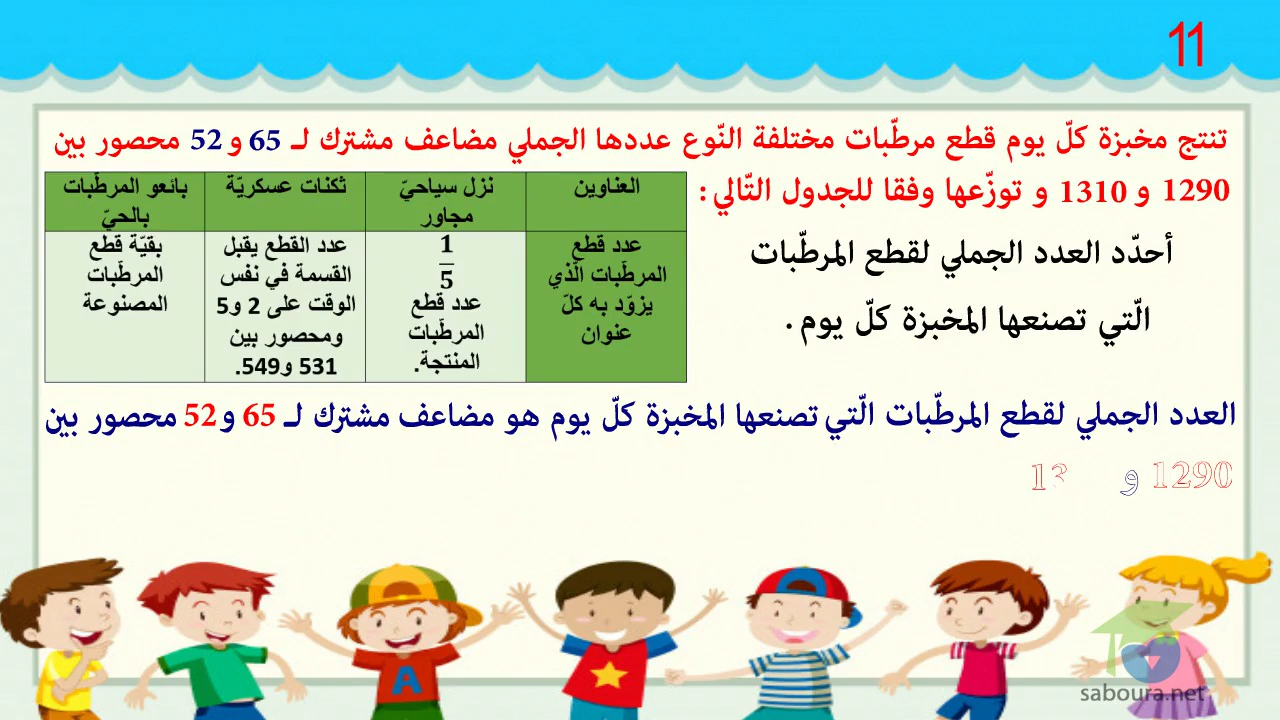 11
تنتج مخبزة كلّ يوم قطع مرطّبات مختلفة النّوع عددها الجملي مضاعف مشترك لـ 65 و 52 محصور بين
1290 و 1310 و توزّعها وفقا للجدول التّالي :
أحدّد العدد الجملي لقطع المرطّبات
الّتي تصنعها المخبزة كلّ يوم .
العناوين
نزل سياحيّ
مجاور
ثكنات عسكريّة
بائعو المرطّبات
بالحيّ
عدد قطع
المرطّبات الّذي
يزوّد به كلّ
عنوان
1
5
عدد قطع
المرطّبات
المنتجة.
عدد القطع يقبل
القسمة في نفس
الوقت على 2 و5
ومحصور بين
531 و549.
بقيّة قطع
المرطّبات
المصنوعة
العدد الجملي لقطع المرطّبات الّتي تصنعها المخبزة كلّ يوم هو مضاعف مشترك لـ 65 و52 محصور بين
1290 و 13
A
saboura.net